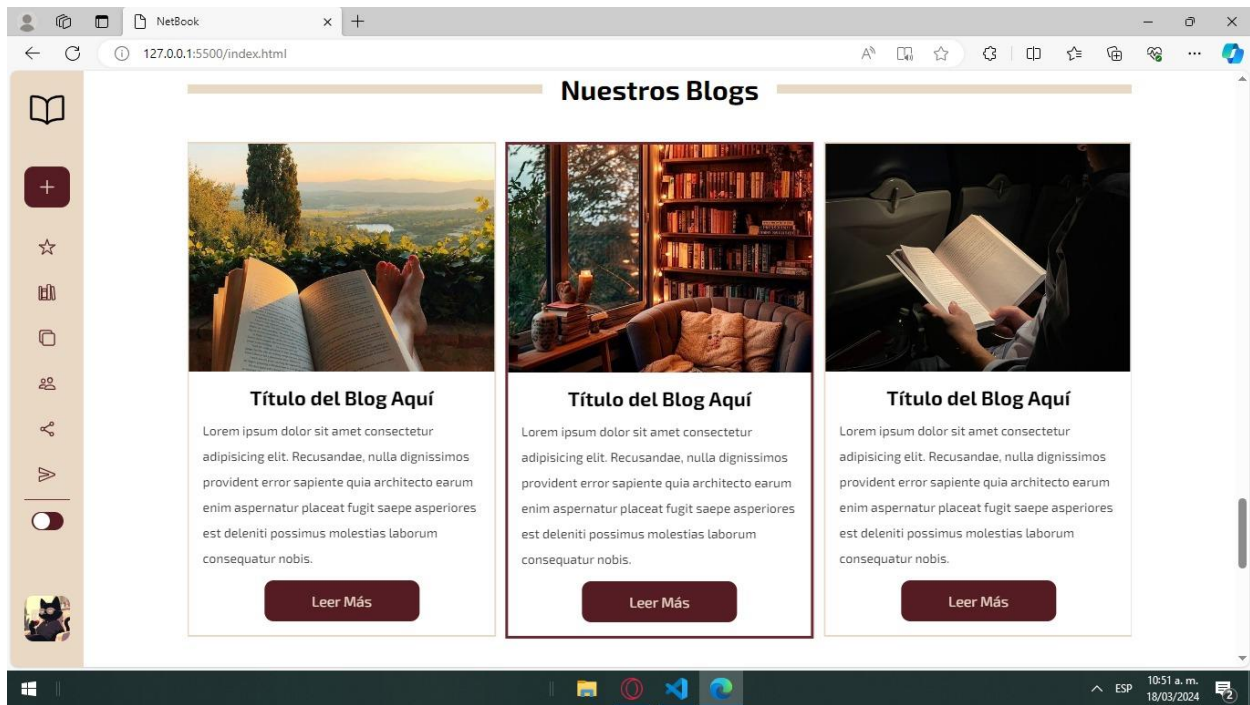 NetBook
127.0.0.1:5500/index.html
Nuestros Blogs
Título del Blog Aquí
Lorem ipsum dolor sit amet consectetur
adipisicing elit. Recusandae, nulla dignissimos
provident error sapiente quia architecto earum
enim aspernatur placeat fugit saepe asperiores
est deleniti possimus molestias laborum
consequatur nobis.
Leer Más
Título del Blog Aquí
Lorem ipsum dolor sit amet consectetur
adipisicing elit. Recusandae, nulla dignissimos
provident error sapiente quia architecto earum
enim aspernatur placeat fugit saepe asperiores
est deleniti possimus molestias laborum
consequatur nobis.
Leer Más
Título del Blog Aquí
Lorem ipsum dolor sit amet consectetur
adipisicing elit. Recusandae, nulla dignissimos
provident error sapiente quia architecto earum
enim aspernatur placeat fugit saepe asperiores
est deleniti possimus molestias laborum
consequatur nobis.
Leer Más
ESP
10:51 a. m.
18/03/2024
2